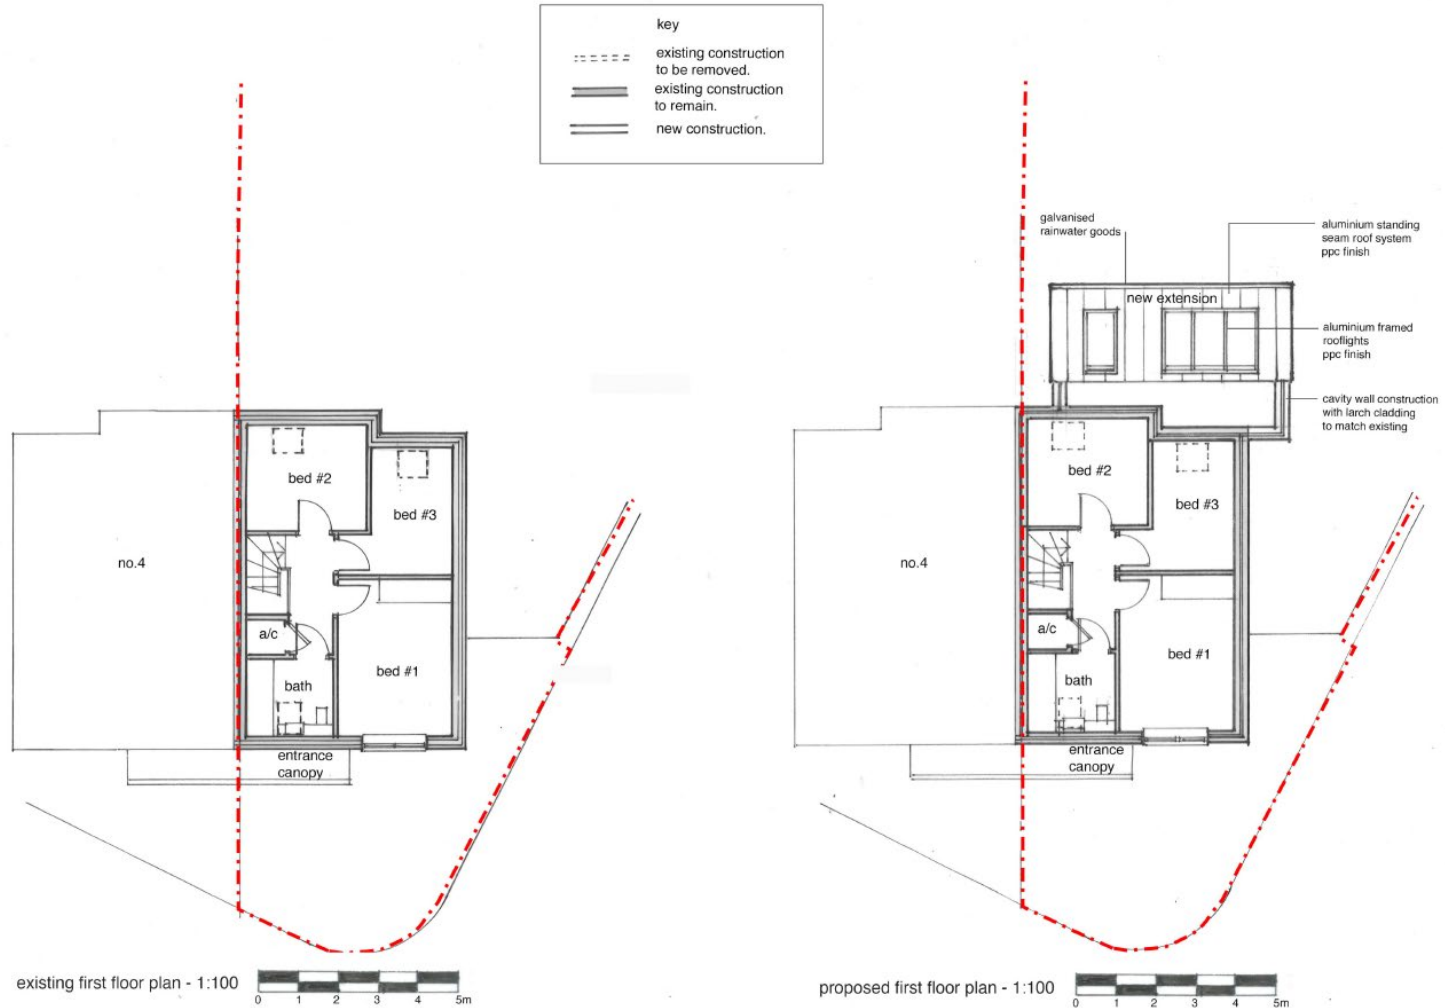 key
existing construction
to be removed.
existing construction
to remain.
new construction.
galvanised
rainwater goods
aluminium standing
seam roof system
ppc finish
new extension
aluminium framed
rooflights
ppc finish
cavity wall construction
with larch cladding
to match existing
bed #2
bed #3
no.4
a/c
bed #1
bath
entrance
canopy
bed #2
bed #3
no.4
a/c
bed #1
bath
entrance
canopy
existing first floor plan - 1:100
0 1 2 3 4 5m
proposed first floor plan - 1:100
0 1 2 3 4 5m